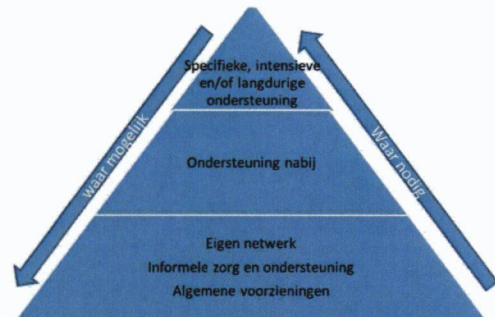 Specifieke, intensieve
en/of langdurige
ondersteuning
waar mogelijk
Waar nodig
Ondersteuning nabij
Eigen netwerk
Informele zorg en ondersteuning
Algemene voorzieningen